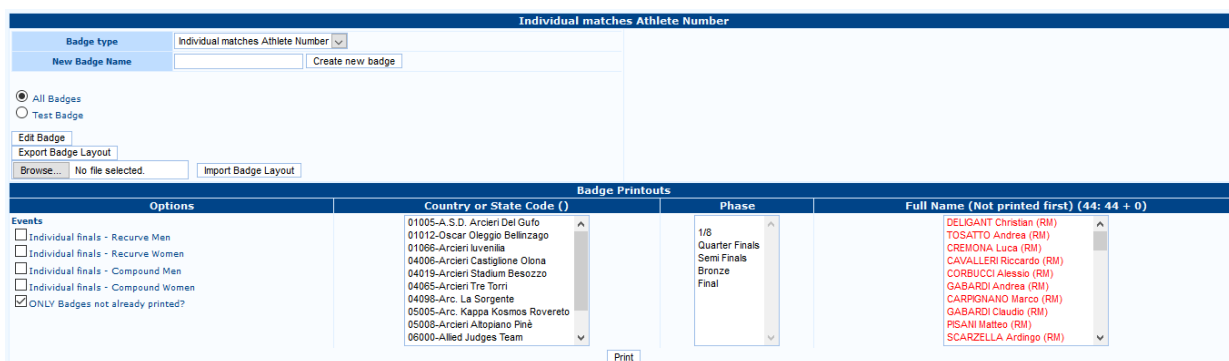 Individual matches Athlete Number
Badge type Individual matches Athlete Number
New Badge Name Create new badge
All Badges
Test Badge
Edit Badge
Export Badge Layout
Browse... No file selected. Import Badge Layout
Badge Printouts
Options Country or State Code () Phase Full Name (Not printed first) (44: 44 + 0)
Events
Individual finals - Recurve Men
Individual finals - Recurve Women
Individual finals - Compound Men
Individual finals - Compound Women
ONLY Badges not already printed?
01005-A.S.D. Arcieri Del Gufo
01012-Oscar Oleggio Bellinzago
01066-Arcieri Iuvenilia
04006-Arcieri Castiglione Olona
04019-Arcieri Stadium Besozzo
04065-Arcieri Tre Torri
04098-Arc. La Sorgente
05005-Arc. Kappa Kosmos Rovereto
05008-Arcieri Altopiano Pinè
06000-Allied Judges Team
1/8
Quarter Finals
Semi Finals
Bronze
Final
DELIGANT Christian (RM)
TOSATTO Andrea (RM)
CREMONA Luca (RM)
CAVALLERI Riccardo (RM)
CORBUCCI Alessio (RM)
GABARDI Andrea (RM)
CARPIGNANO Marco (RM)
GABARDI Claudio (RM)
PISANI Matteo (RM)
SCARZELLA Ardingo (RM)
Print